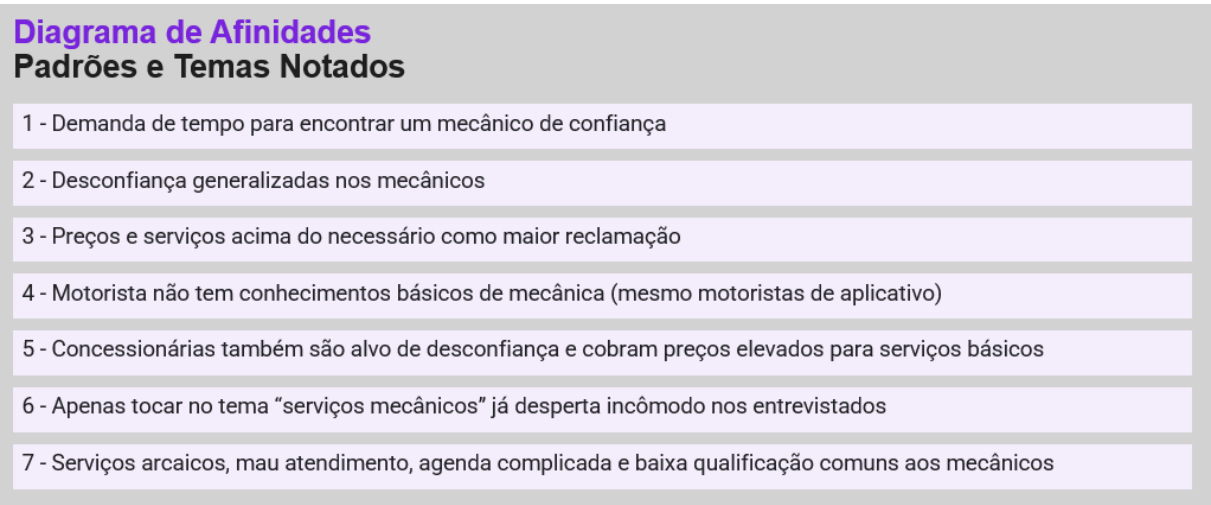 Diagrama de Afinidades
Padrões e Temas Notados
1 - Demanda de tempo para encontrar um mecânico de confiança
2 - Desconfiança generalizadas nos mecânicos
3 - Preços e serviços acima do necessário como maior reclamação
4 - Motorista não tem conhecimentos básicos de mecânica (mesmo motoristas de aplicativo)
5 - Concessionárias também são alvo de desconfiança e cobram preços elevados para serviços básicos
6 - Apenas tocar no tema “serviços mecânicos” já desperta incômodo nos entrevistados
7 - Serviços arcaicos, mau atendimento, agenda complicada e baixa qualificação comuns aos mecânicos